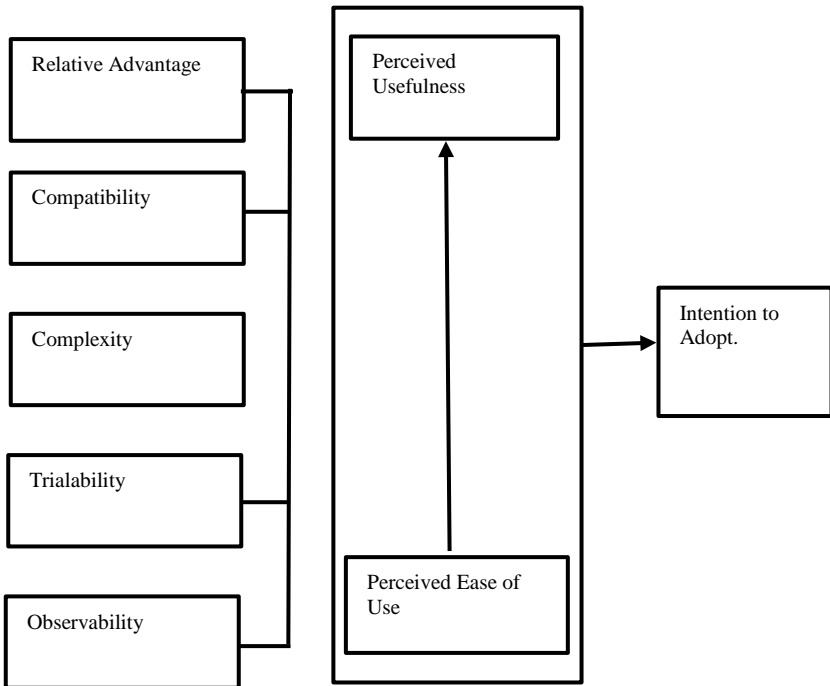 Relative Advantage
Compatibility
Complexity
Trialability
Observability
Perceived
Usefulness
Perceived Ease of
Use
Intention to
Adopt.